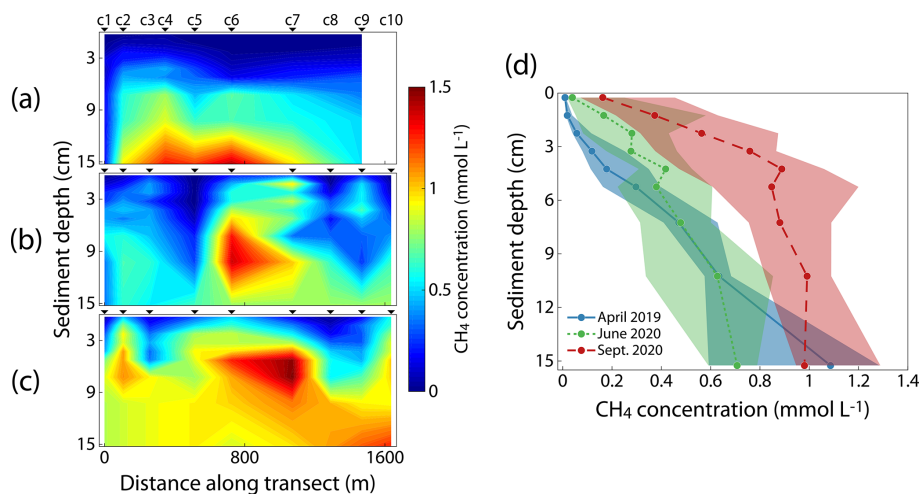 c1 c2 c3 c4 c5 c6 c7 c8 c9 c10
(a)
3
9
15
(b)
3
9
15
(c)
3
9
15
Sediment depth (cm)
0 800 1600
Distance along transect (m)
1.5
1
0.5
0
CH₄ concentration (mmol L⁻¹)
(d)
0
3
6
9
12
15
Sediment depth (cm)
April 2019
June 2020
Sept. 2020
0 0.2 0.4 0.6 0.8 1 1.2 1.4
CH₄ concentration (mmol L⁻¹)